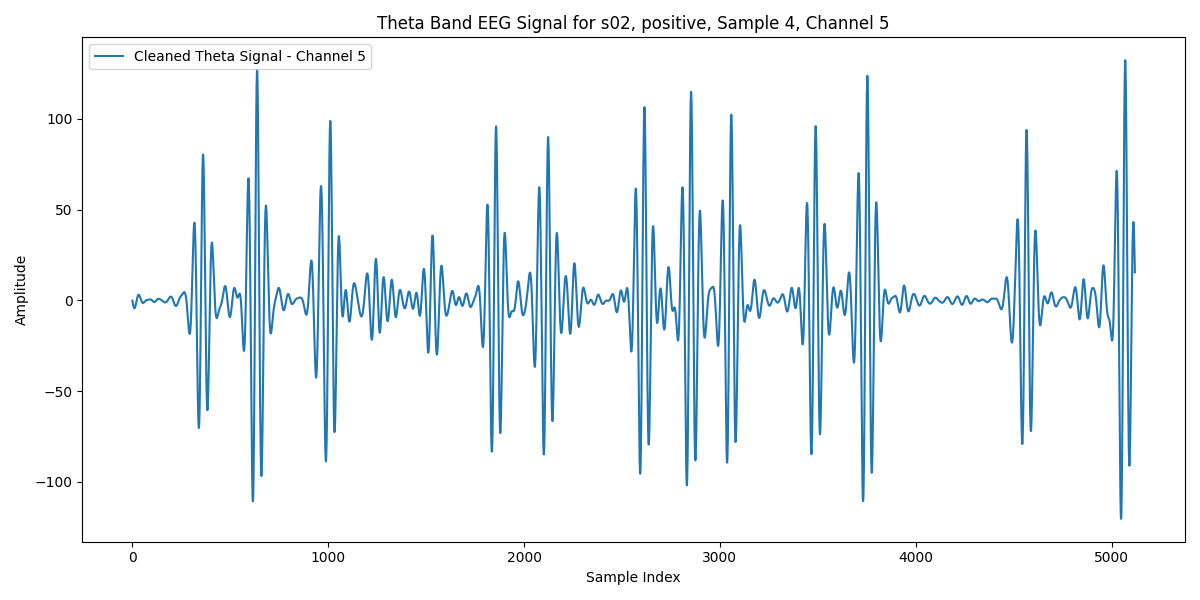 Theta Band EEG Signal for s02, positive, Sample 4, Channel 5
Cleaned Theta Signal - Channel 5
Amplitude
100
50
0
−50
−100
0 1000 2000 3000 4000 5000
Sample Index